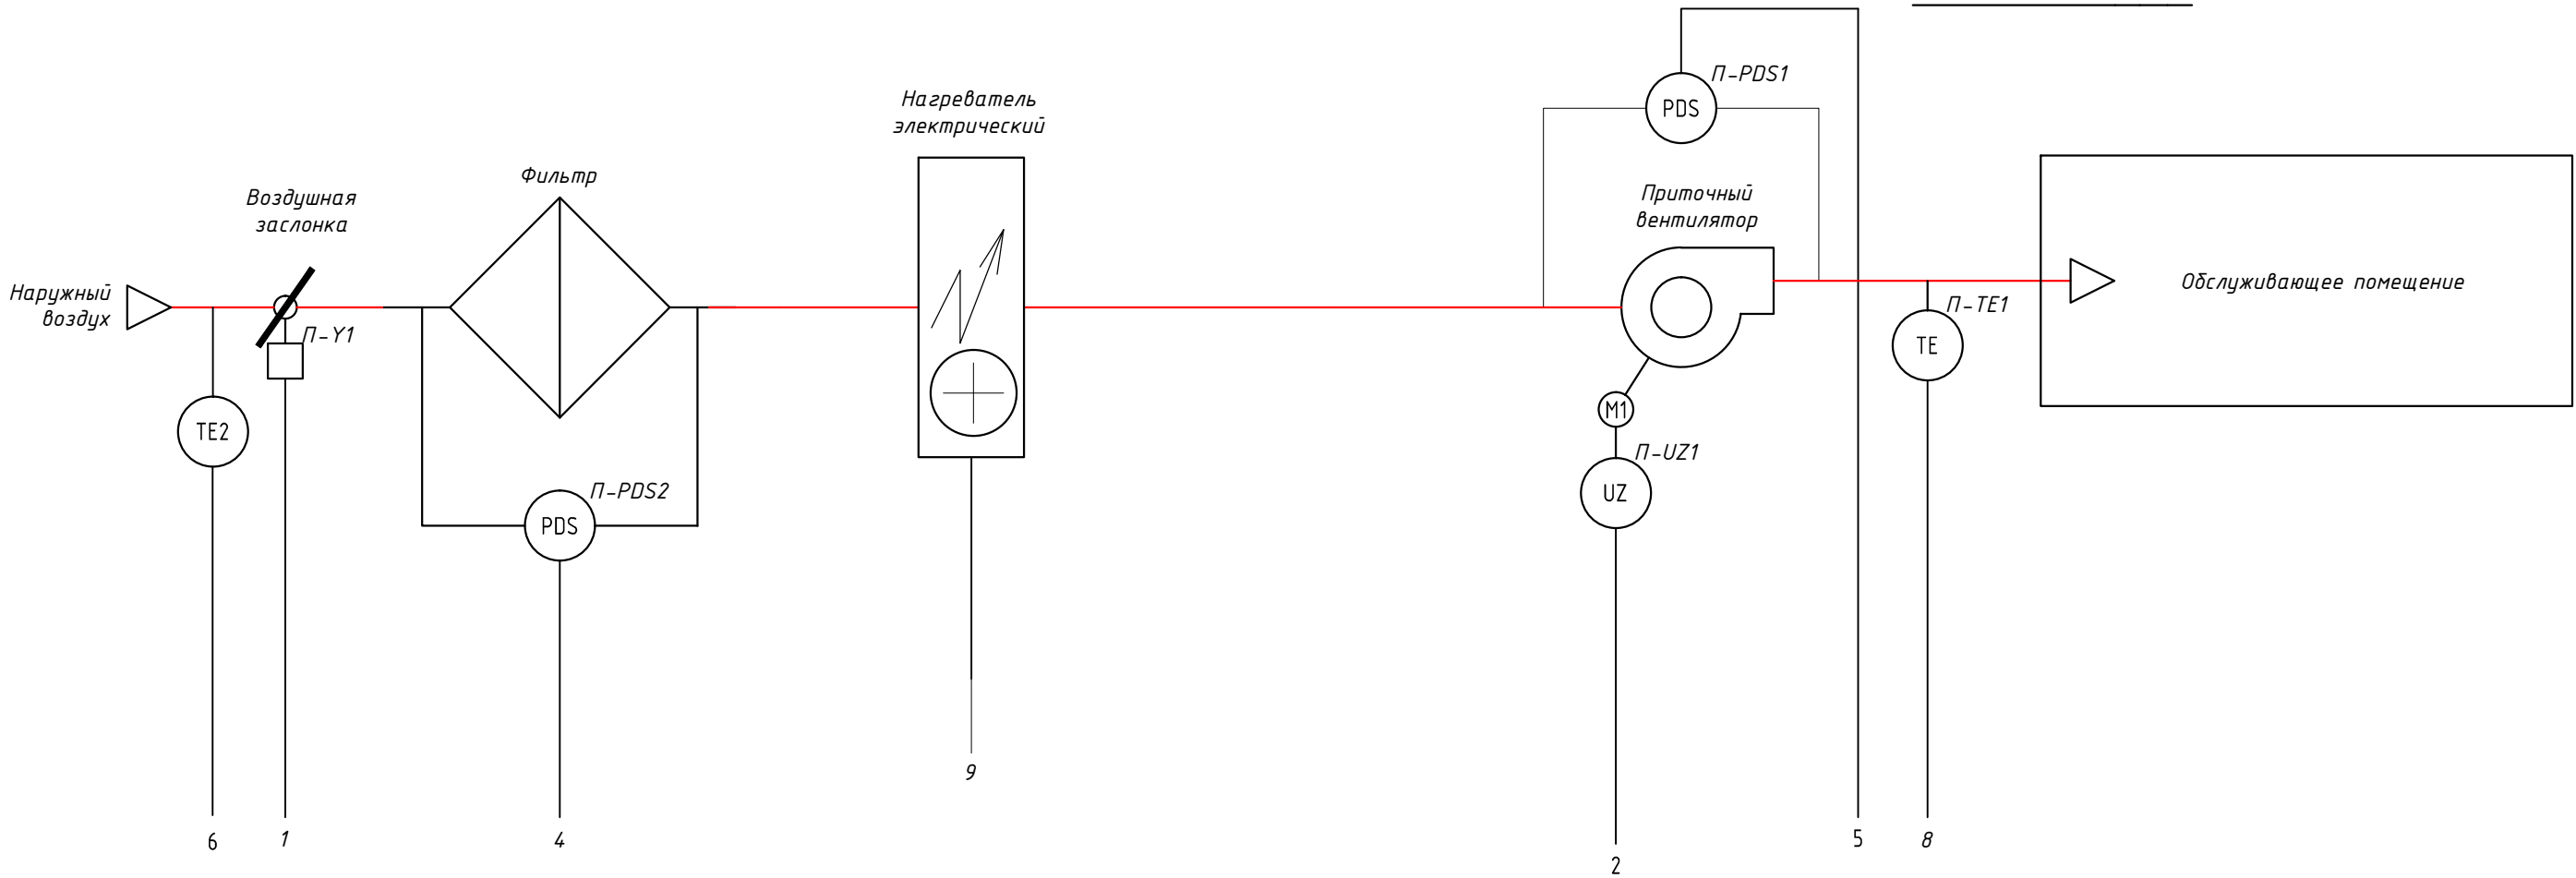 П-PDS1
PDS
Нагреватель
электрический
Фильтр
Воздушная
заслонка
Приточный
вентилятор
Наружный
воздух
Обслуживающее помещение
П-Y1
П-TE1
TE
M1
TE2
П-UZ1
UZ
П-PDS2
PDS
9
6
1
4
5
8
2